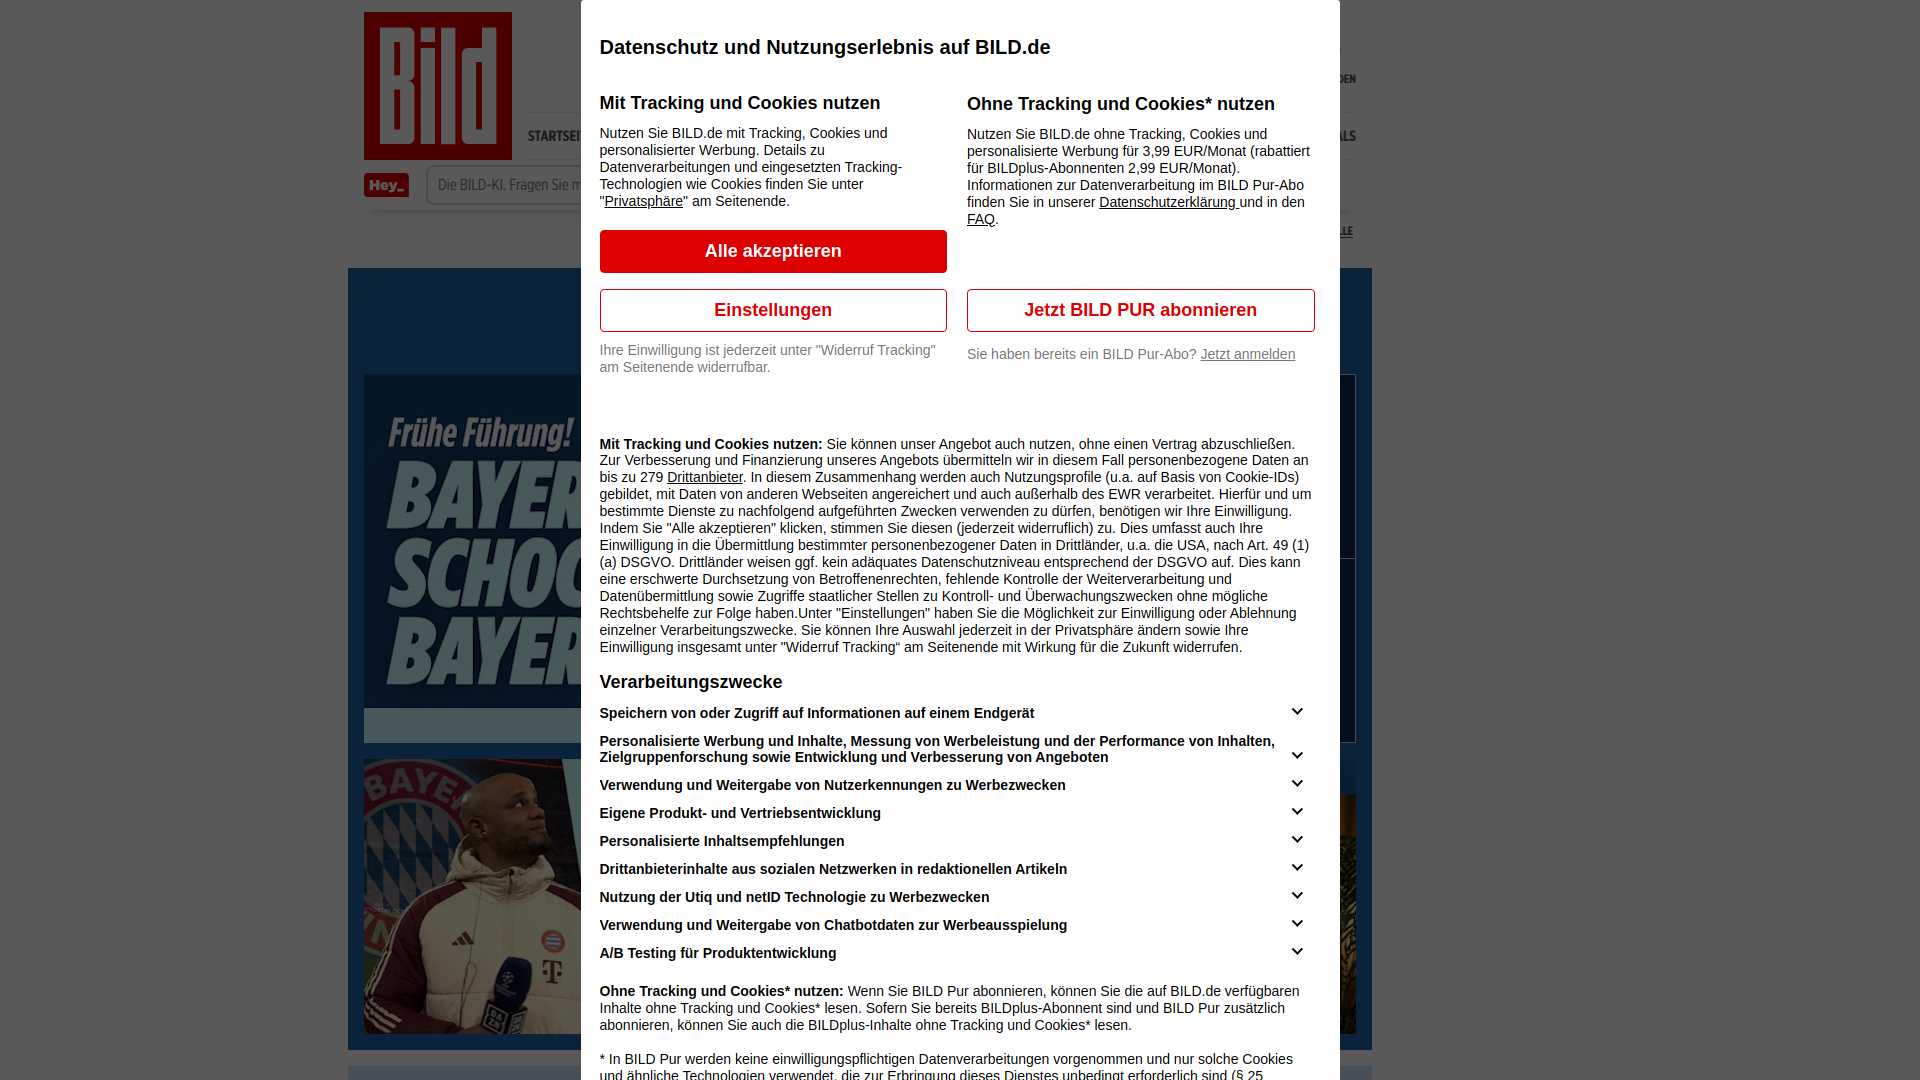 Bild
STARTSEI
Hey_
Die BILD-KI. Fragen Sie m
Frühe Führung!
BAYER
SCHOC
BAYER
BAYE
T
DAZN
Datenschutz und Nutzungserlebnis auf BILD.de
Mit Tracking und Cookies nutzen
Nutzen Sie BILD.de mit Tracking, Cookies und
personalisierter Werbung. Details zu
Datenverarbeitungen und eingesetzten Tracking-
Technologien wie Cookies finden Sie unter
"Privatsphäre" am Seitenende.
Alle akzeptieren
Einstellungen
Ihre Einwilligung ist jederzeit unter "Widerruf Tracking"
am Seitenende widerrufbar.
Ohne Tracking und Cookies* nutzen
Nutzen Sie BILD.de ohne Tracking, Cookies und
personalisierte Werbung für 3,99 EUR/Monat (rabattiert
für BILDplus-Abonnenten 2,99 EUR/Monat).
Informationen zur Datenverarbeitung im BILD Pur-Abo
finden Sie in unserer Datenschutzerklärung und in den
FAQ.
Jetzt BILD PUR abonnieren
Sie haben bereits ein BILD Pur-Abo? Jetzt anmelden
Mit Tracking und Cookies nutzen: Sie können unser Angebot auch nutzen, ohne einen Vertrag abzuschließen.
Zur Verbesserung und Finanzierung unseres Angebots übermitteln wir in diesem Fall personenbezogene Daten an
bis zu 279 Drittanbieter. In diesem Zusammenhang werden auch Nutzungsprofile (u.a. auf Basis von Cookie-IDs)
gebildet, mit Daten von anderen Webseiten angereichert und auch außerhalb des EWR verarbeitet. Hierfür und um
bestimmte Dienste zu nachfolgend aufgeführten Zwecken verwenden zu dürfen, benötigen wir Ihre Einwilligung.
Indem Sie "Alle akzeptieren" klicken, stimmen Sie diesen (jederzeit widerruflich) zu. Dies umfasst auch Ihre
Einwilligung in die Übermittlung bestimmter personenbezogener Daten in Drittländer, u.a. die USA, nach Art. 49 (1)
(a) DSGVO. Drittländer weisen ggf. kein adäquates Datenschutzniveau entsprechend der DSGVO auf. Dies kann
eine erschwerte Durchsetzung von Betroffenenrechten, fehlende Kontrolle der Weiterverarbeitung und
Datenübermittlung sowie Zugriffe staatlicher Stellen zu Kontroll- und Überwachungszwecken ohne mögliche
Rechtsbehelfe zur Folge haben.Unter "Einstellungen" haben Sie die Möglichkeit zur Einwilligung oder Ablehnung
einzelner Verarbeitungszwecke. Sie können Ihre Auswahl jederzeit in der Privatsphäre ändern sowie Ihre
Einwilligung insgesamt unter "Widerruf Tracking“ am Seitenende mit Wirkung für die Zukunft widerrufen.
Verarbeitungszwecke
Speichern von oder Zugriff auf Informationen auf einem Endgerät
Personalisierte Werbung und Inhalte, Messung von Werbeleistung und der Performance von Inhalten,
Zielgruppenforschung sowie Entwicklung und Verbesserung von Angeboten
Verwendung und Weitergabe von Nutzerkennungen zu Werbezwecken
Eigene Produkt- und Vertriebsentwicklung
Personalisierte Inhaltsempfehlungen
Drittanbieterinhalte aus sozialen Netzwerken in redaktionellen Artikeln
Nutzung der Utiq und netID Technologie zu Werbezwecken
Verwendung und Weitergabe von Chatbotdaten zur Werbeausspielung
A/B Testing für Produktentwicklung
Ohne Tracking und Cookies* nutzen: Wenn Sie BILD Pur abonnieren, können Sie die auf BILD.de verfügbaren
Inhalte ohne Tracking und Cookies* lesen. Sofern Sie bereits BILDplus-Abonnent sind und BILD Pur zusätzlich
abonnieren, können Sie auch die BILDplus-Inhalte ohne Tracking und Cookies* lesen.
* In BILD Pur werden keine einwilligungspflichtigen Datenverarbeitungen vorgenommen und nur solche Cookies
und ähnliche Technologien verwendet, die zur Erbringung dieses Dienstes unbedingt erforderlich sind (§ 25
DEN
ALS
LLE